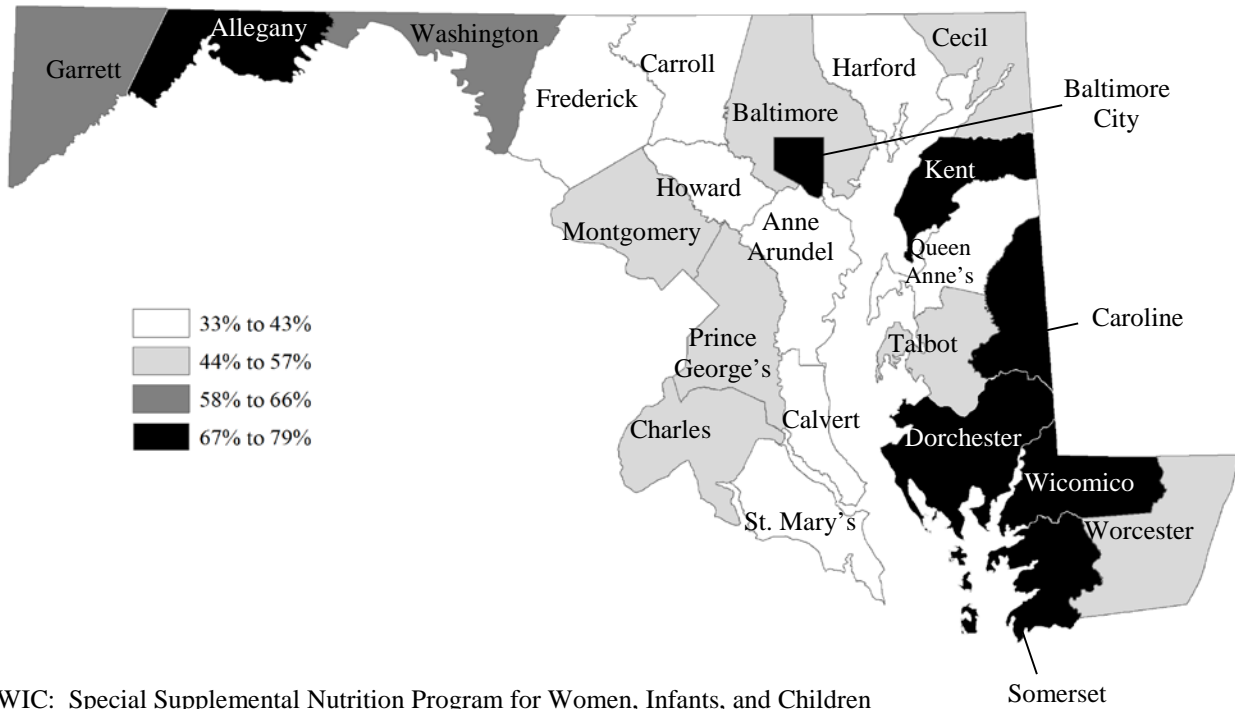 Allegany
Washington
Garrett
Cecil
Carroll
Harford
Frederick
Baltimore
Baltimore
City
Kent
Howard
Montgomery
Anne
Arundel
Queen
Anne's
33% to 43%
44% to 57%
58% to 66%
67% to 79%
Caroline
Talbot
Prince
George's
Charles
Calvert
Dorchester
Wicomico
St. Mary's
Worcester
Somerset
WIC: Special Supplemental Nutrition Program for Women, Infants, and Children